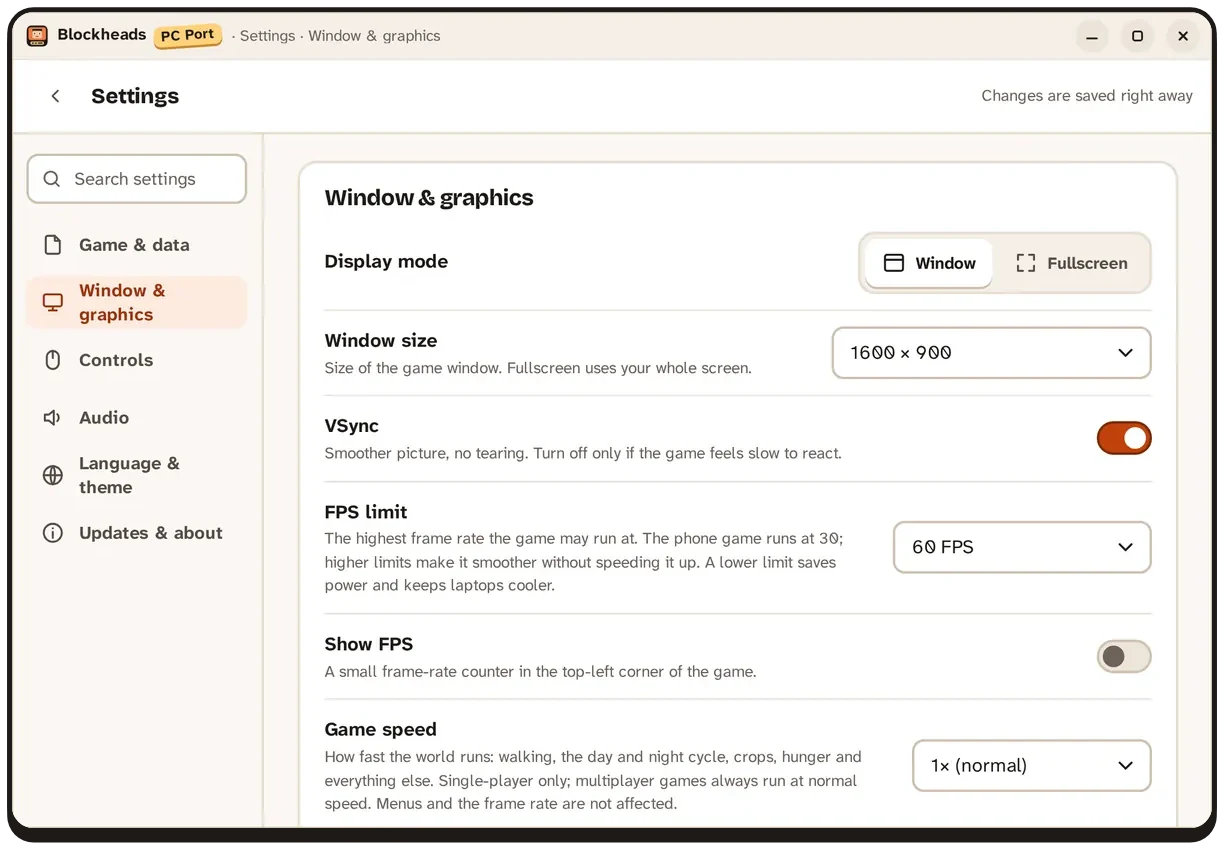 Blockheads PC Port · Settings · Window & graphics
Settings
Changes are saved right away
Search settings
Game & data
Window &
graphics
Controls
Audio
Language &
theme
Updates & about
Window & graphics
Display mode
Window
Fullscreen
Window size
Size of the game window. Fullscreen uses your whole screen.
1600 × 900
VSync
Smoother picture, no tearing. Turn off only if the game feels slow to react.
FPS limit
The highest frame rate the game may run at. The phone game runs at 30;
higher limits make it smoother without speeding it up. A lower limit saves
power and keeps laptops cooler.
60 FPS
Show FPS
A small frame-rate counter in the top-left corner of the game.
Game speed
How fast the world runs: walking, the day and night cycle, crops, hunger and
everything else. Single-player only; multiplayer games always run at normal
speed. Menus and the frame rate are not affected.
1× (normal)